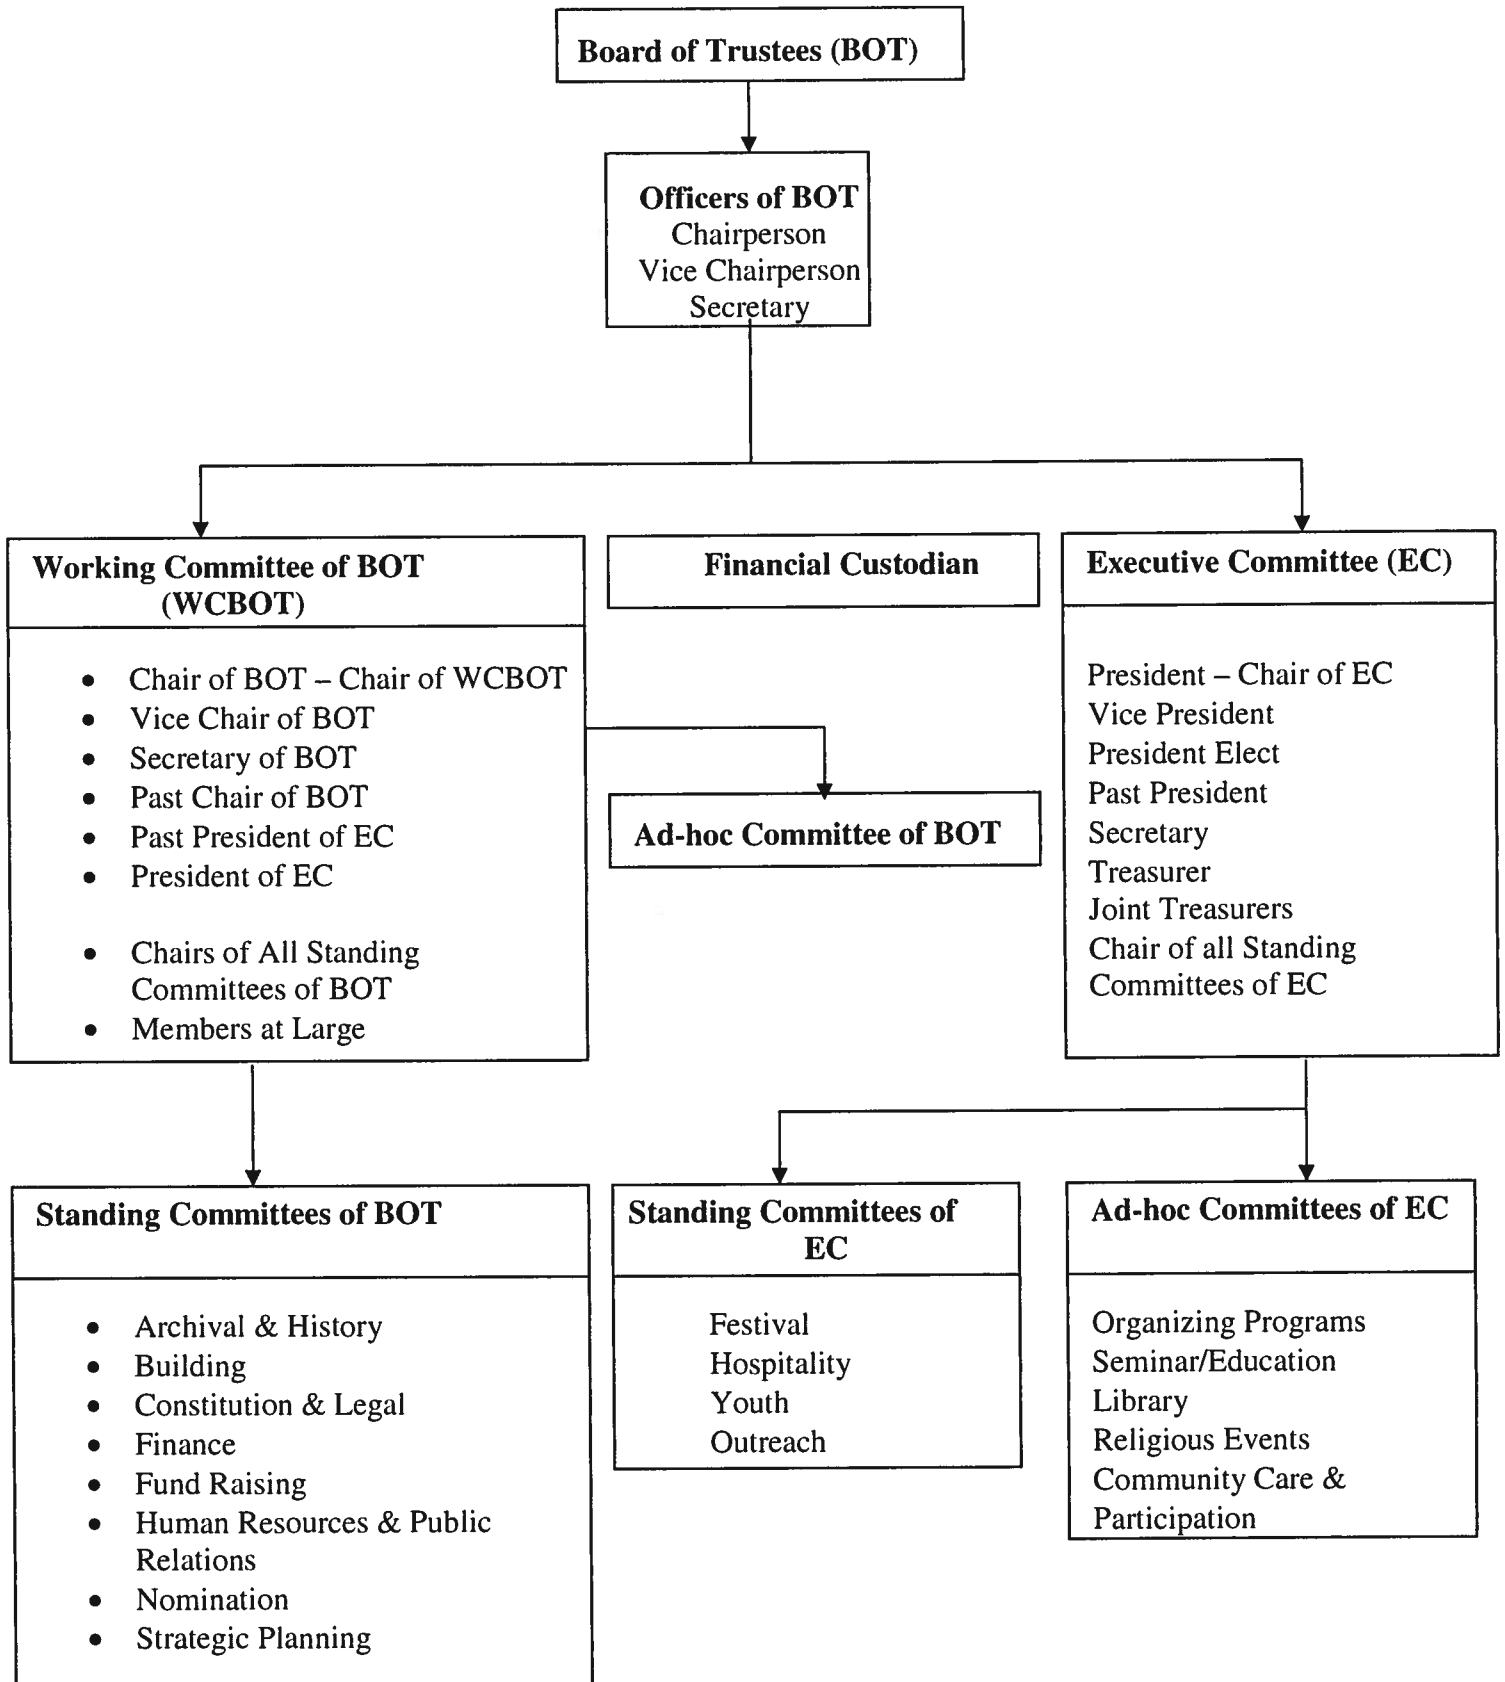 Board of Trustees (BOT)
Officers of BOT
Chairperson
Vice Chairperson
Secretary
Working Committee of BOT
(WCBOT)
• Chair of BOT – Chair of WCBOT
• Vice Chair of BOT
• Secretary of BOT
• Past Chair of BOT
• Past President of EC
• President of EC
• Chairs of All Standing
Committees of BOT
• Members at Large
Financial Custodian
Ad-hoc Committee of BOT
Executive Committee (EC)
President – Chair of EC
Vice President
President Elect
Past President
Secretary
Treasurer
Joint Treasurers
Chair of all Standing
Committees of EC
Standing Committees of BOT
• Archival & History
• Building
• Constitution & Legal
• Finance
• Fund Raising
• Human Resources & Public
Relations
• Nomination
• Strategic Planning
Standing Committees of
EC
Festival
Hospitality
Youth
Outreach
Ad-hoc Committees of EC
Organizing Programs
Seminar/Education
Library
Religious Events
Community Care &
Participation